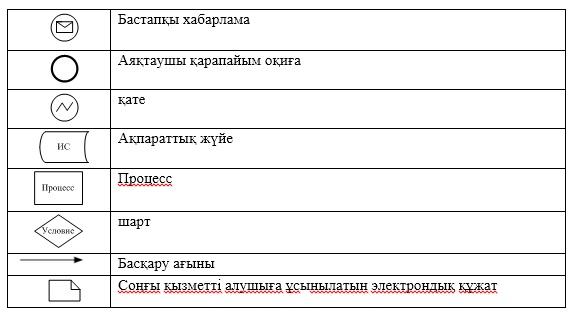 Бастапқы хабарлама
Аяқтаушы қарапайым оқиға
қате
ИС
Ақпараттық жүйе
Процесс
Процесс
Условие
шарт
Басқару ағыны
Соңғы қызметті алушыға ұсынылатын электрондық құжат